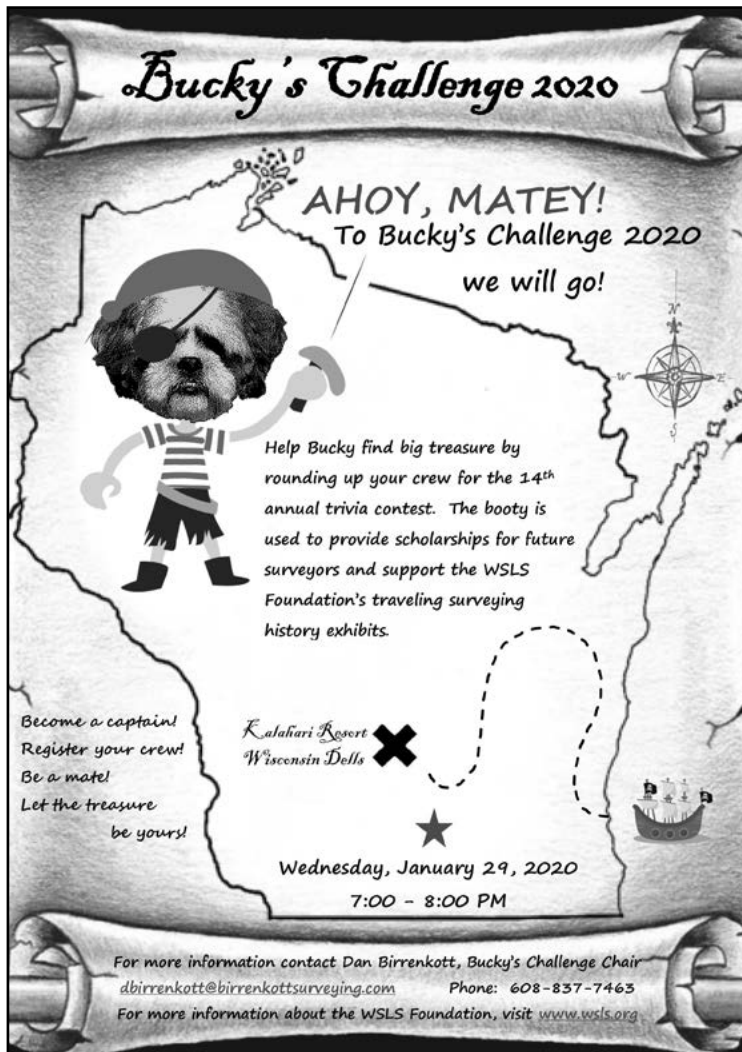 Bucky's Challenge 2020
AHOY, MATEY!
To Bucky's Challenge 2020
we will go!
N
W
E
S
Help Bucky find big treasure by
rounding up your crew for the 14th
annual trivia contest. The booty is
used to provide scholarships for future
surveyors and support the WSLS
Foundation's traveling surveying
history exhibits.
Become a captain!
Register your crew!
Be a mate!
Let the treasure
be yours!
Kalahari Resort
Wisconsin Dells
Wednesday, January 29, 2020
7:00 - 8:00 PM
For more information contact Dan Birrenkott, Bucky's Challenge Chair
dbirrenkott@birrenkottsurveying.com Phone: 608-837-7463
For more information about the WSLS Foundation, visit www.wsls.org